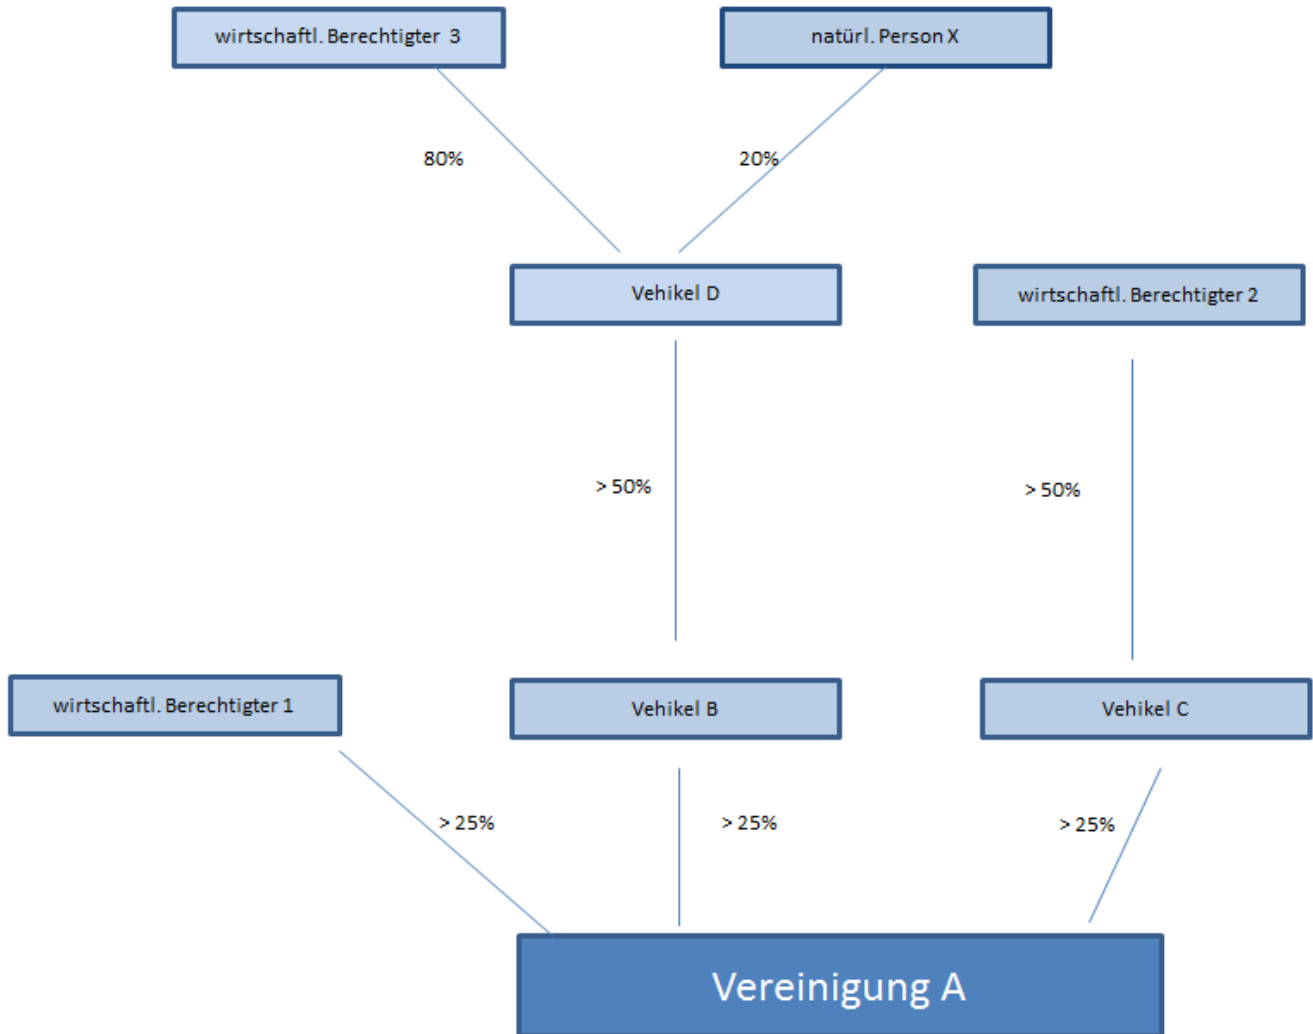 wirtschaftl. Berechtigter 3
natürl. Person X
80%
20%
Vehikel D
wirtschaftl. Berechtigter 2
> 50%
> 50%
wirtschaftl. Berechtigter 1
Vehikel B
Vehikel C
> 25%
> 25%
> 25%
Vereinigung A